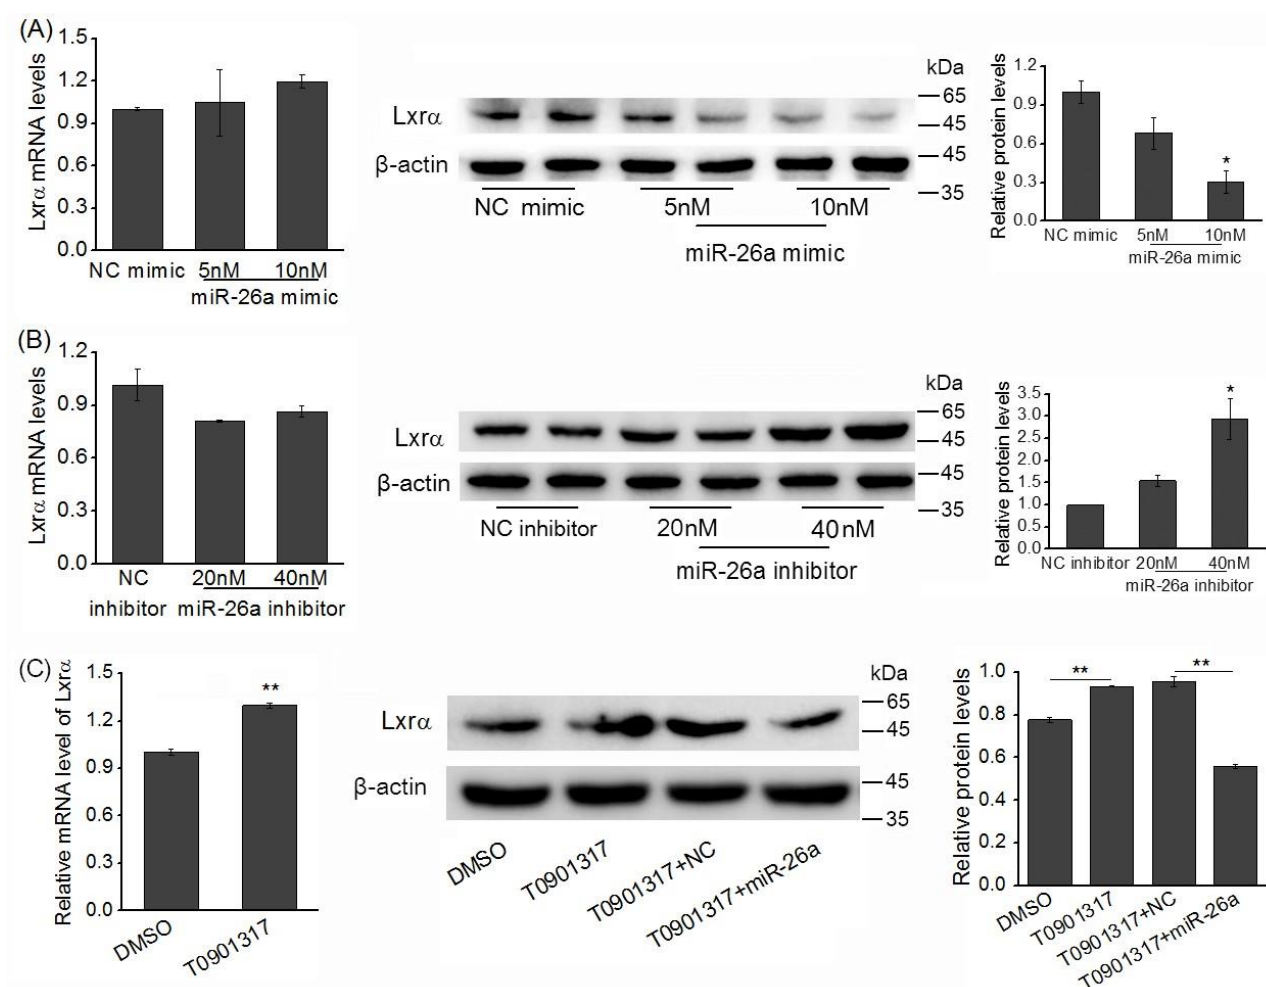 (A)
Lxrα mRNA levels
1.5
1.2
0.9
0.6
0.3
0.0
NC mimic 5nM 10nM
miR-26a mimic
kDa
Lxrα
65
45
β-actin
45
35
NC mimic 5nM 10nM
miR-26a mimic
Relative protein levels
1.2
0.9
0.6
0.3
0.0
*
NC mimic 5nM 10nM
miR-26a mimic
(B)
Lxrα mRNA levels
1.2
0.9
0.6
0.3
0.0
NC 20nM 40nM
inhibitor miR-26a inhibitor
kDa
Lxrα
65
45
β-actin
45
35
NC inhibitor 20nM 40nM
miR-26a inhibitor
Relative protein levels
3.5
3.0
2.5
2.0
1.5
1.0
0.5
0.0
*
NC inhibitor 20nM 40nM
miR-26a inhibitor
(C)
Relative mRNA level of Lxrα
1.5
1.2
0.9
0.6
0.3
0.0
**
DMSO
T0901317
kDa
Lxrα
65
45
β-actin
45
35
DMSO
T0901317
T0901317+NC
T0901317+miR-26a
Relative protein levels
1.0
0.8
0.6
0.4
0.2
0.0
**
**
DMSO
T0901317
T0901317+NC
T0901317+miR-26a